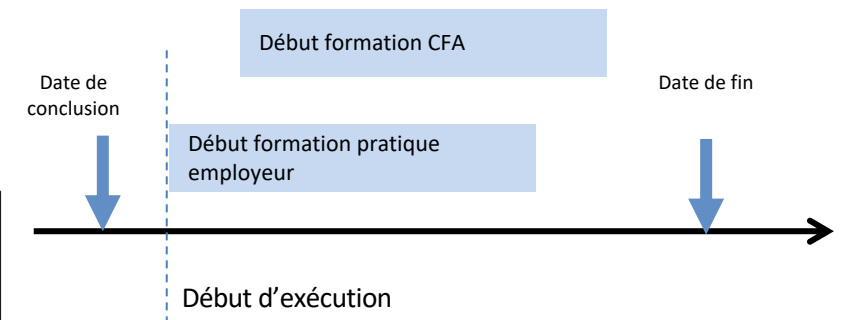 Début formation CFA
Date de
conclusion
Date de fin
Début formation pratique
employeur
Début d’exécution